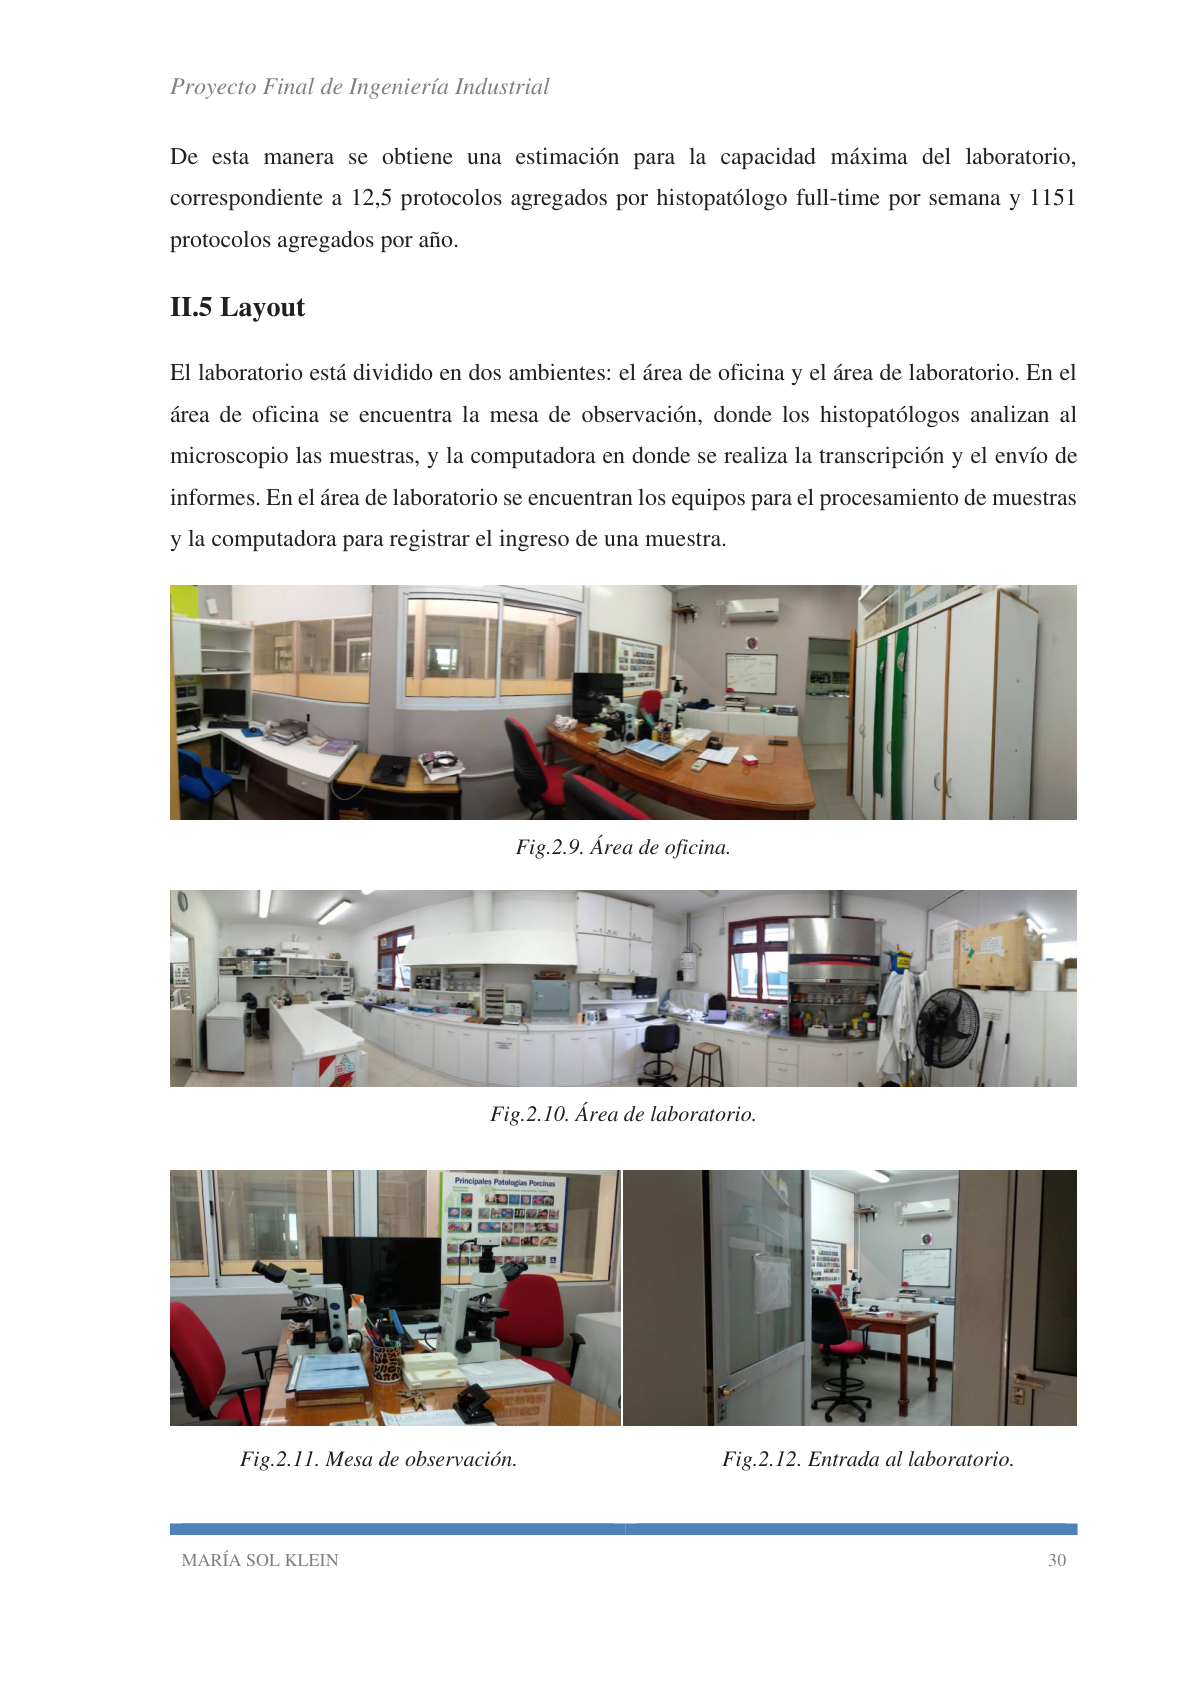 Proyecto Final de Ingeniería Industrial
De esta manera se obtiene una estimación para la capacidad máxima del laboratorio,
correspondiente a 12,5 protocolos agregados por histopatólogo full-time por semana y 1151
protocolos agregados por año.
II.5 Layout
El laboratorio está dividido en dos ambientes: el área de oficina y el área de laboratorio. En el
área de oficina se encuentra la mesa de observación, donde los histopatólogos analizan al
microscopio las muestras, y la computadora en donde se realiza la transcripción y el envío de
informes. En el área de laboratorio se encuentran los equipos para el procesamiento de muestras
y la computadora para registrar el ingreso de una muestra.
Fig.2.9. Área de oficina.
Fig.2.10. Área de laboratorio.
Principales Patologías Porcinas
Fig.2.11. Mesa de observación.
Fig.2.12. Entrada al laboratorio.
MARÍA SOL KLEIN
30